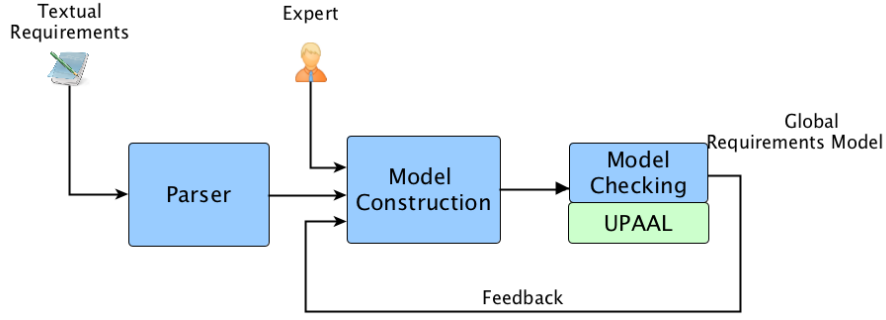 Textual
Requirements
Expert
Parser
Model
Construction
Model
Checking
UPAAL
Global
Requirements Model
Feedback